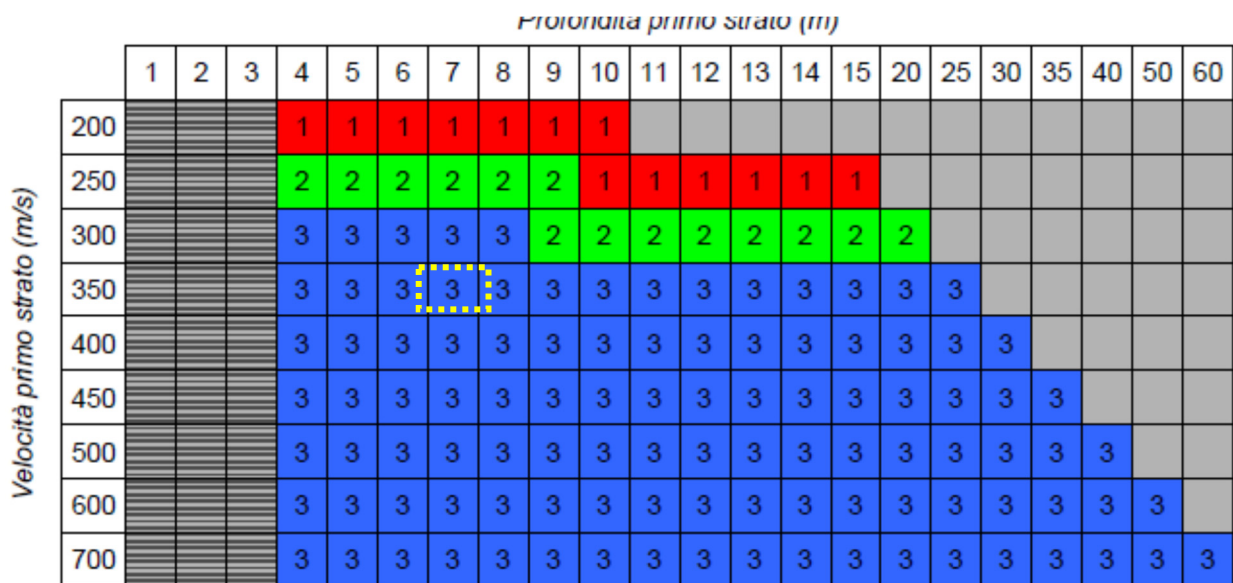 Profondità primo strato (m)
1 2 3 4 5 6 7 8 9 10 11 12 13 14 15 20 25 30 35 40 50 60
Velocità primo strato (m/s)
200 1 1 1 1 1 1 1
250 2 2 2 2 2 2 1 1 1 1 1 1
300 3 3 3 3 3 2 2 2 2 2 2 2 2
350 3 3 3 3 3 3 3 3 3 3 3 3 3 3
400 3 3 3 3 3 3 3 3 3 3 3 3 3 3 3
450 3 3 3 3 3 3 3 3 3 3 3 3 3 3 3 3
500 3 3 3 3 3 3 3 3 3 3 3 3 3 3 3 3 3
600 3 3 3 3 3 3 3 3 3 3 3 3 3 3 3 3 3 3
700 3 3 3 3 3 3 3 3 3 3 3 3 3 3 3 3 3 3 3